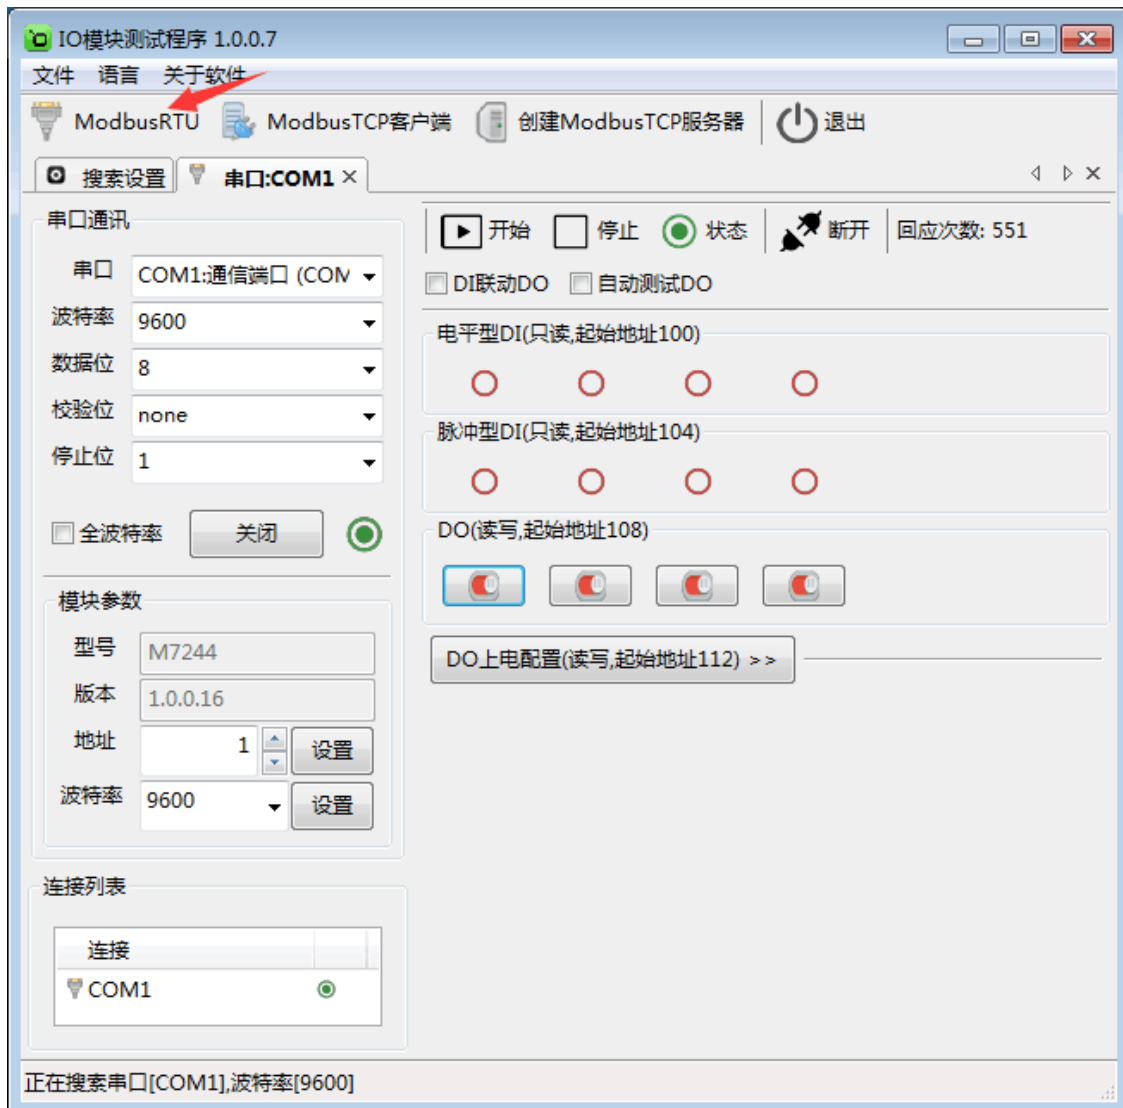 IO模块测试程序 1.0.0.7
文件 语言 关于软件
ModbusRTU ModbusTCP客户端 创建ModbusTCP服务器 退出
搜索设置 串口:COM1
串口通讯
串口 COM1:通信端口 (COM
波特率 9600
数据位 8
校验位 none
停止位 1
全波特率 关闭
模块参数
型号 M7244
版本 1.0.0.16
地址 1 设置
波特率 9600 设置
连接列表
连接
COM1
开始 停止 状态 断开 回应次数: 551
DI联动DO 自动测试DO
电平型DI(只读,起始地址100)
脉冲型DI(只读,起始地址104)
DO(读写,起始地址108)
DO上电配置(读写,起始地址112) >>
正在搜索串口[COM1],波特率[9600]